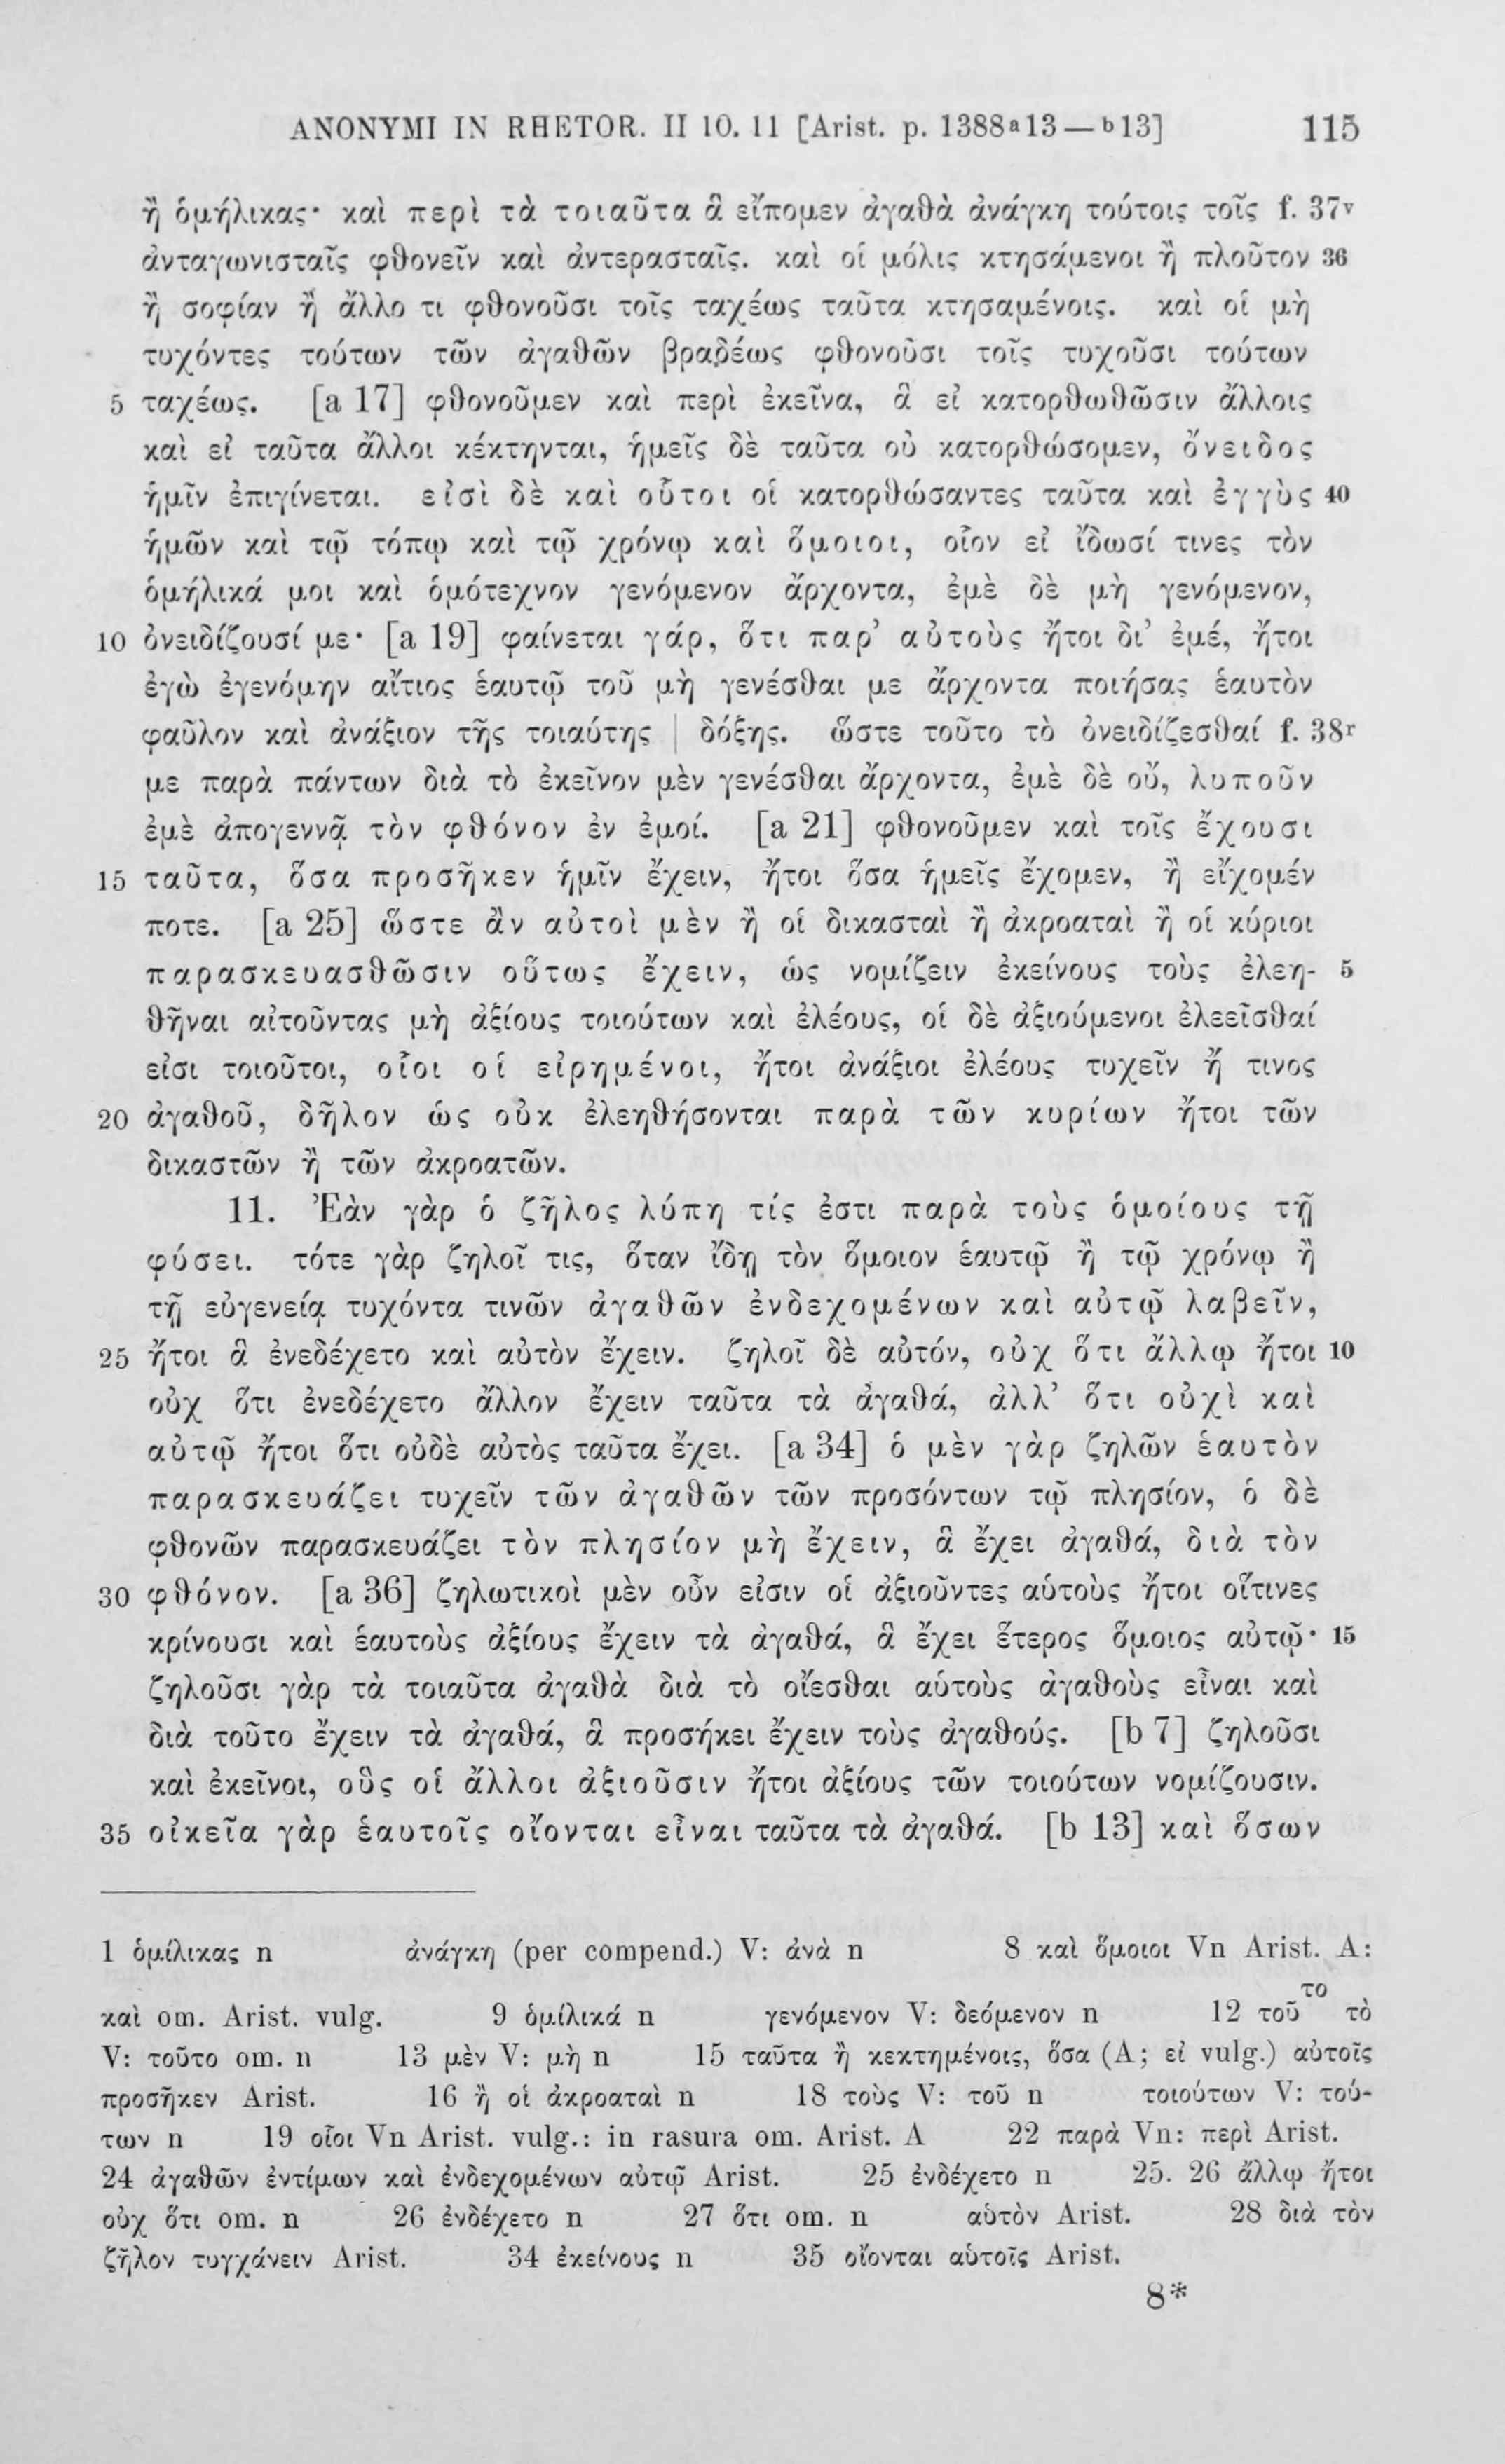 ANONYMI IN RHETOR. II 10. 11 [Arist. p. 1388ª13 — ᵇ13] 115
ἢ ὁμήλικας· καὶ περὶ τὰ τοιαῦτα ἃ εἴπομεν ἀγαθὰ ἀνάγκη τούτοις τοῖς f. 37ᵛ
ἀνταγωνισταῖς φθονεῖν καὶ ἀντερασταῖς. καὶ οἱ μόλις κτησάμενοι ἢ πλοῦτον 36
ἢ σοφίαν ἢ ἄλλο τι φθονοῦσι τοῖς ταχέως ταῦτα κτησαμένοις. καὶ οἱ μὴ
τυχόντες τούτων τῶν ἀγαθῶν βραδέως φθονοῦσι τοῖς τυχοῦσι τούτων
5 ταχέως. [a 17] φθονοῦμεν καὶ περὶ ἐκεῖνα, ἃ εἰ κατορθωθῶσιν ἄλλοις
καὶ εἰ ταῦτα ἄλλοι κέκτηνται, ἡμεῖς δὲ ταῦτα οὐ κατορθώσομεν, ὄνειδος
ἡμῖν ἐπιγίνεται. εἰσὶ δὲ καὶ οὗτοι οἱ κατορθώσαντες ταῦτα καὶ ἐγγὺς 40
ἡμῶν καὶ τῷ τόπῳ καὶ τῷ χρόνῳ καὶ ὅμοιοι, οἷον εἰ ἴδωσί τινες τὸν
ὁμήλικά μοι καὶ ὁμότεχνον γενόμενον ἄρχοντα, ἐμὲ δὲ μὴ γενόμενον,
10 ὀνειδίζουσί με· [a 19] φαίνεται γάρ, ὅτι παρ’ αὐτοὺς ἤτοι δι’ ἐμέ, ἤτοι
ἐγὼ ἐγενόμην αἴτιος ἑαυτῷ τοῦ μὴ γενέσθαι με ἄρχοντα ποιήσας ἑαυτὸν
φαῦλον καὶ ἀνάξιον τῆς τοιαύτης | δόξης. ὥστε τοῦτο τὸ ὀνειδίζεσθαί f. 38ʳ
με παρὰ πάντων διὰ τὸ ἐκεῖνον μὲν γενέσθαι ἄρχοντα, ἐμὲ δὲ οὔ, λυποῦν
ἐμὲ ἀπογεννᾷ τὸν φθόνον ἐν ἐμοί. [a 21] φθονοῦμεν καὶ τοῖς ἔχουσι
15 ταῦτα, ὅσα προσῆκεν ἡμῖν ἔχειν, ἤτοι ὅσα ἡμεῖς ἔχομεν, ἢ εἴχομέν
ποτε. [a 25] ὥστε ἂν αὐτοὶ μὲν ἢ οἱ δικασταὶ ἢ ἀκροαταὶ ἢ οἱ κύριοι
παρασκευασθῶσιν οὕτως ἔχειν, ὡς νομίζειν ἐκείνους τοὺς ἐλεη- 5
θῆναι αἰτοῦντας μὴ ἀξίους τοιούτων καὶ ἐλέους, οἱ δὲ ἀξιούμενοι ἐλεεῖσθαί
εἰσι τοιοῦτοι, οἷοι οἱ εἰρημένοι, ἤτοι ἀνάξιοι ἐλέους τυχεῖν ἤ τινος
20 ἀγαθοῦ, δῆλον ὡς οὐκ ἐλεηθήσονται παρὰ τῶν κυρίων ἤτοι τῶν
δικαστῶν ἢ τῶν ἀκροατῶν.
11. Ἐὰν γὰρ ὁ ζῆλος λύπη τίς ἐστι παρὰ τοὺς ὁμοίους τῇ
φύσει. τότε γὰρ ζηλοῖ τις, ὅταν ἴδῃ τὸν ὅμοιον ἑαυτῷ ἢ τῷ χρόνῳ ἢ
τῇ εὐγενείᾳ τυχόντα τινῶν ἀγαθῶν ἐνδεχομένων καὶ αὐτῷ λαβεῖν,
25 ἤτοι ἃ ἐνεδέχετο καὶ αὐτὸν ἔχειν. ζηλοῖ δὲ αὐτόν, οὐχ ὅτι ἄλλῳ ἤτοι 10
οὐχ ὅτι ἐνεδέχετο ἄλλον ἔχειν ταῦτα τὰ ἀγαθά, ἀλλ’ ὅτι οὐχὶ καὶ
αὐτῷ ἤτοι ὅτι οὐδὲ αὐτὸς ταῦτα ἔχει. [a 34] ὁ μὲν γὰρ ζηλῶν ἑαυτὸν
παρασκευάζει τυχεῖν τῶν ἀγαθῶν τῶν προσόντων τῷ πλησίον, ὁ δὲ
φθονῶν παρασκευάζει τὸν πλησίον μὴ ἔχειν, ἃ ἔχει ἀγαθά, διὰ τὸν
30 φθόνον. [a 36] ζηλωτικοὶ μὲν οὖν εἰσιν οἱ ἀξιοῦντες αὑτοὺς ἤτοι οἵτινες
κρίνουσι καὶ ἑαυτοὺς ἀξίους ἔχειν τὰ ἀγαθά, ἃ ἔχει ἕτερος ὅμοιος αὐτῷ· 15
ζηλοῦσι γὰρ τὰ τοιαῦτα ἀγαθὰ διὰ τὸ οἴεσθαι αὑτοὺς ἀγαθοὺς εἶναι καὶ
διὰ τοῦτο ἔχειν τὰ ἀγαθά, ἃ προσήκει ἔχειν τοὺς ἀγαθούς. [b 7] ζηλοῦσι
καὶ ἐκεῖνοι, οὓς οἱ ἄλλοι ἀξιοῦσιν ἤτοι ἀξίους τῶν τοιούτων νομίζουσιν.
35 οἰκεῖα γὰρ ἑαυτοῖς οἴονται εἶναι ταῦτα τὰ ἀγαθά. [b 13] καὶ ὅσων
1 ὁμίλικας n ἀνάγκη (per compend.) V: ἀνὰ n 8 καὶ ὅμοιοι Vn Arist. A:
καὶ om. Arist. vulg. 9 ὁμίλικά n γενόμενον V: δεόμενον n 12 τοῦ το τὸ
V: τοῦτο om. n 13 μὲν V: μὴ n 15 ταῦτα ἢ κεκτημένοις, ὅσα (A; εἰ vulg.) αὐτοῖς
προσῆκεν Arist. 16 ἢ οἱ ἀκροαταὶ n 18 τοὺς V: τοῦ n τοιούτων V: τού-
των n 19 οἷοι Vn Arist. vulg.: in rasura om. Arist. A 22 παρὰ Vn: περὶ Arist.
24 ἀγαθῶν ἐντίμων καὶ ἐνδεχομένων αὐτῷ Arist. 25 ἐνδέχετο n 25. 26 ἄλλῳ ἤτοι
οὐχ ὅτι om. n 26 ἐνδέχετο n 27 ὅτι om. n αὑτὸν Arist. 28 διὰ τὸν
ζῆλον τυγχάνειν Arist. 34 ἐκείνους n 35 οἴονται αὑτοῖς Arist.
8*